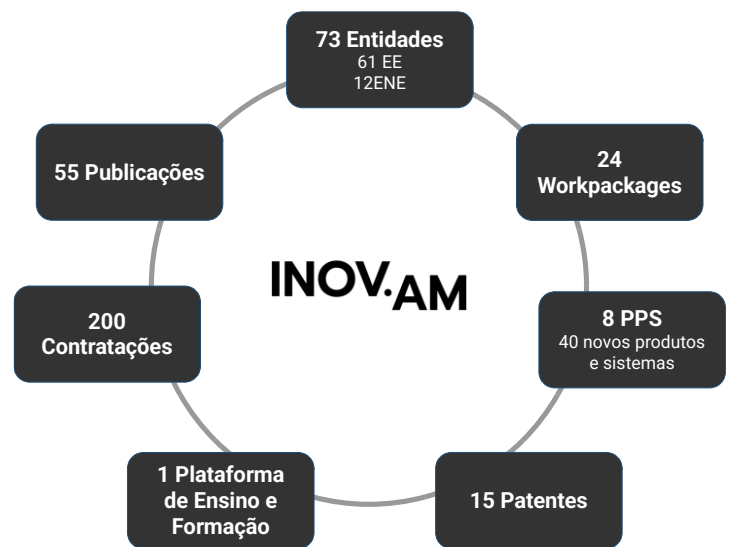 73 Entidades
61 EE
12ENE
24
Workpackages
8 PPS
40 novos produtos
e sistemas
15 Patentes
1 Plataforma
de Ensino e
Formação
200
Contratações
55 Publicações
INOV.AM